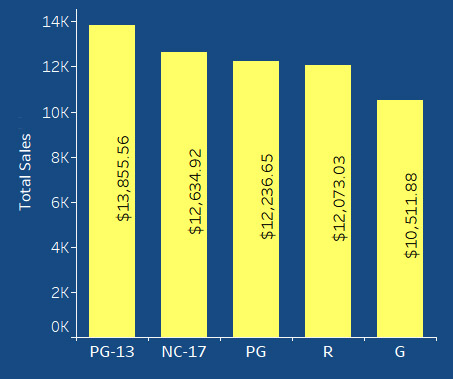 14K
12K
10K
8K
6K
4K
2K
0K
Total Sales
$13,855.56
$12,634.92
$12,236.65
$12,073.03
$10,511.88
PG-13 NC-17 PG R G